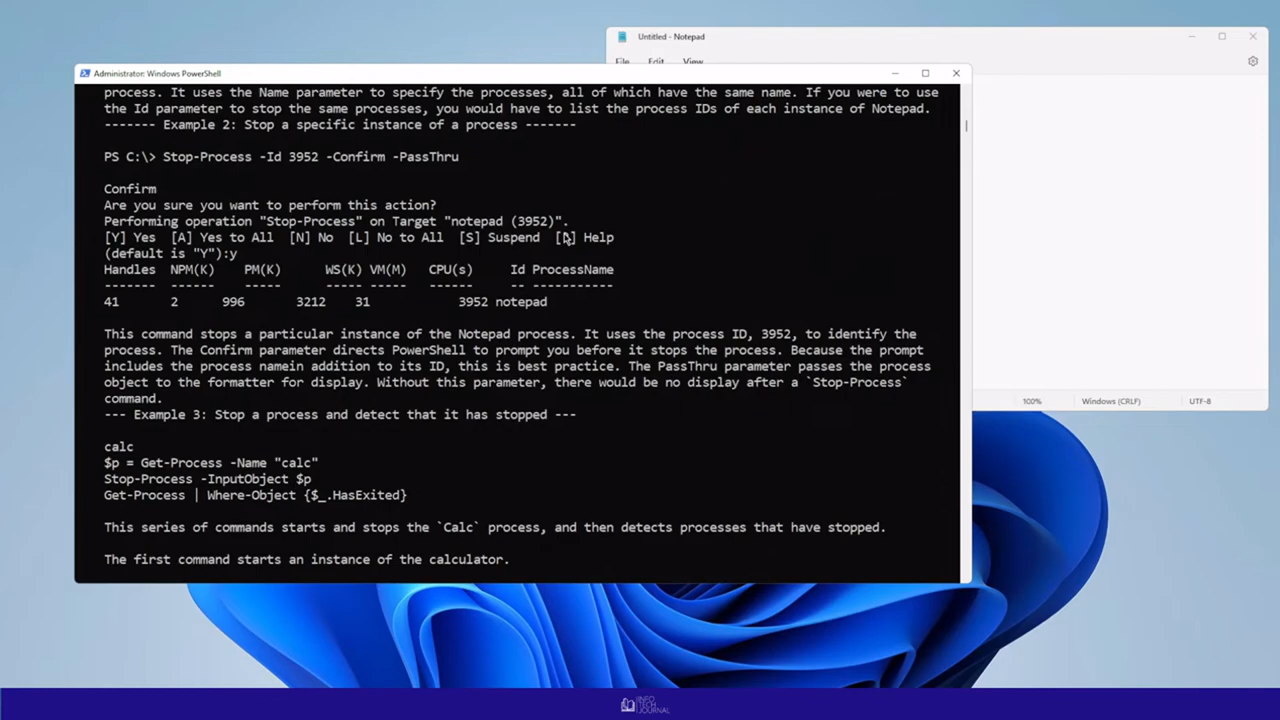 Untitled - Notepad
File Edit View
Administrator: Windows PowerShell
process. It uses the Name parameter to specify the processes, all of which have the same name. If you were to use
the Id parameter to stop the same processes, you would have to list the process IDs of each instance of Notepad.
------- Example 2: Stop a specific instance of a process -------
PS C:\> Stop-Process -Id 3952 -Confirm -PassThru
Confirm
Are you sure you want to perform this action?
Performing operation "Stop-Process" on Target "notepad (3952)".
[Y] Yes  [A] Yes to All  [N] No  [L] No to All  [S] Suspend  [ ] Help
(default is "Y"):y
Handles  NPM(K)    PM(K)      WS(K) VM(M)   CPU(s)     Id ProcessName
-------  ------    -----      ----- -----   ------     -- -----------
41       2     996       3212    31            3952 notepad
This command stops a particular instance of the Notepad process. It uses the process ID, 3952, to identify the
process. The Confirm parameter directs PowerShell to prompt you before it stops the process. Because the prompt
includes the process namein addition to its ID, this is best practice. The PassThru parameter passes the process
object to the formatter for display. Without this parameter, there would be no display after a `Stop-Process`
command.
--- Example 3: Stop a process and detect that it has stopped ---
calc
$p = Get-Process -Name "calc"
Stop-Process -InputObject $p
Get-Process | Where-Object {$_.HasExited}
This series of commands starts and stops the `Calc` process, and then detects processes that have stopped.
The first command starts an instance of the calculator.
100% Windows (CRLF) UTF-8
INFO
TECH
JOURNAL